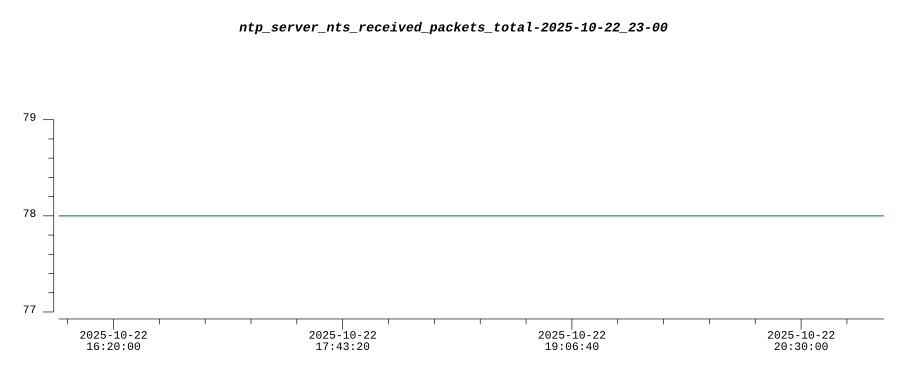 ntp_server_nts_received_packets_total-2025-10-22_23-00
79
78
77
2025-10-22 2025-10-22 2025-10-22 2025-10-22
16:20:00 17:43:20 19:06:40 20:30:00